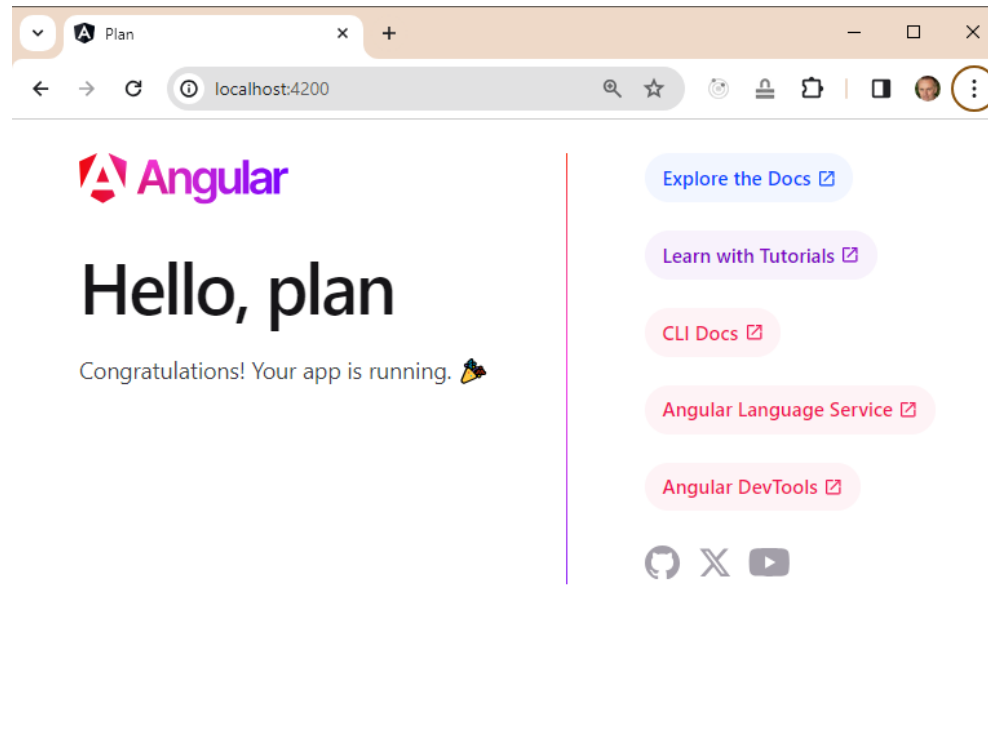 Plan
localhost:4200
Angular
Hello, plan
Congratulations! Your app is running. 🎉
Explore the Docs
Learn with Tutorials
CLI Docs
Angular Language Service
Angular DevTools